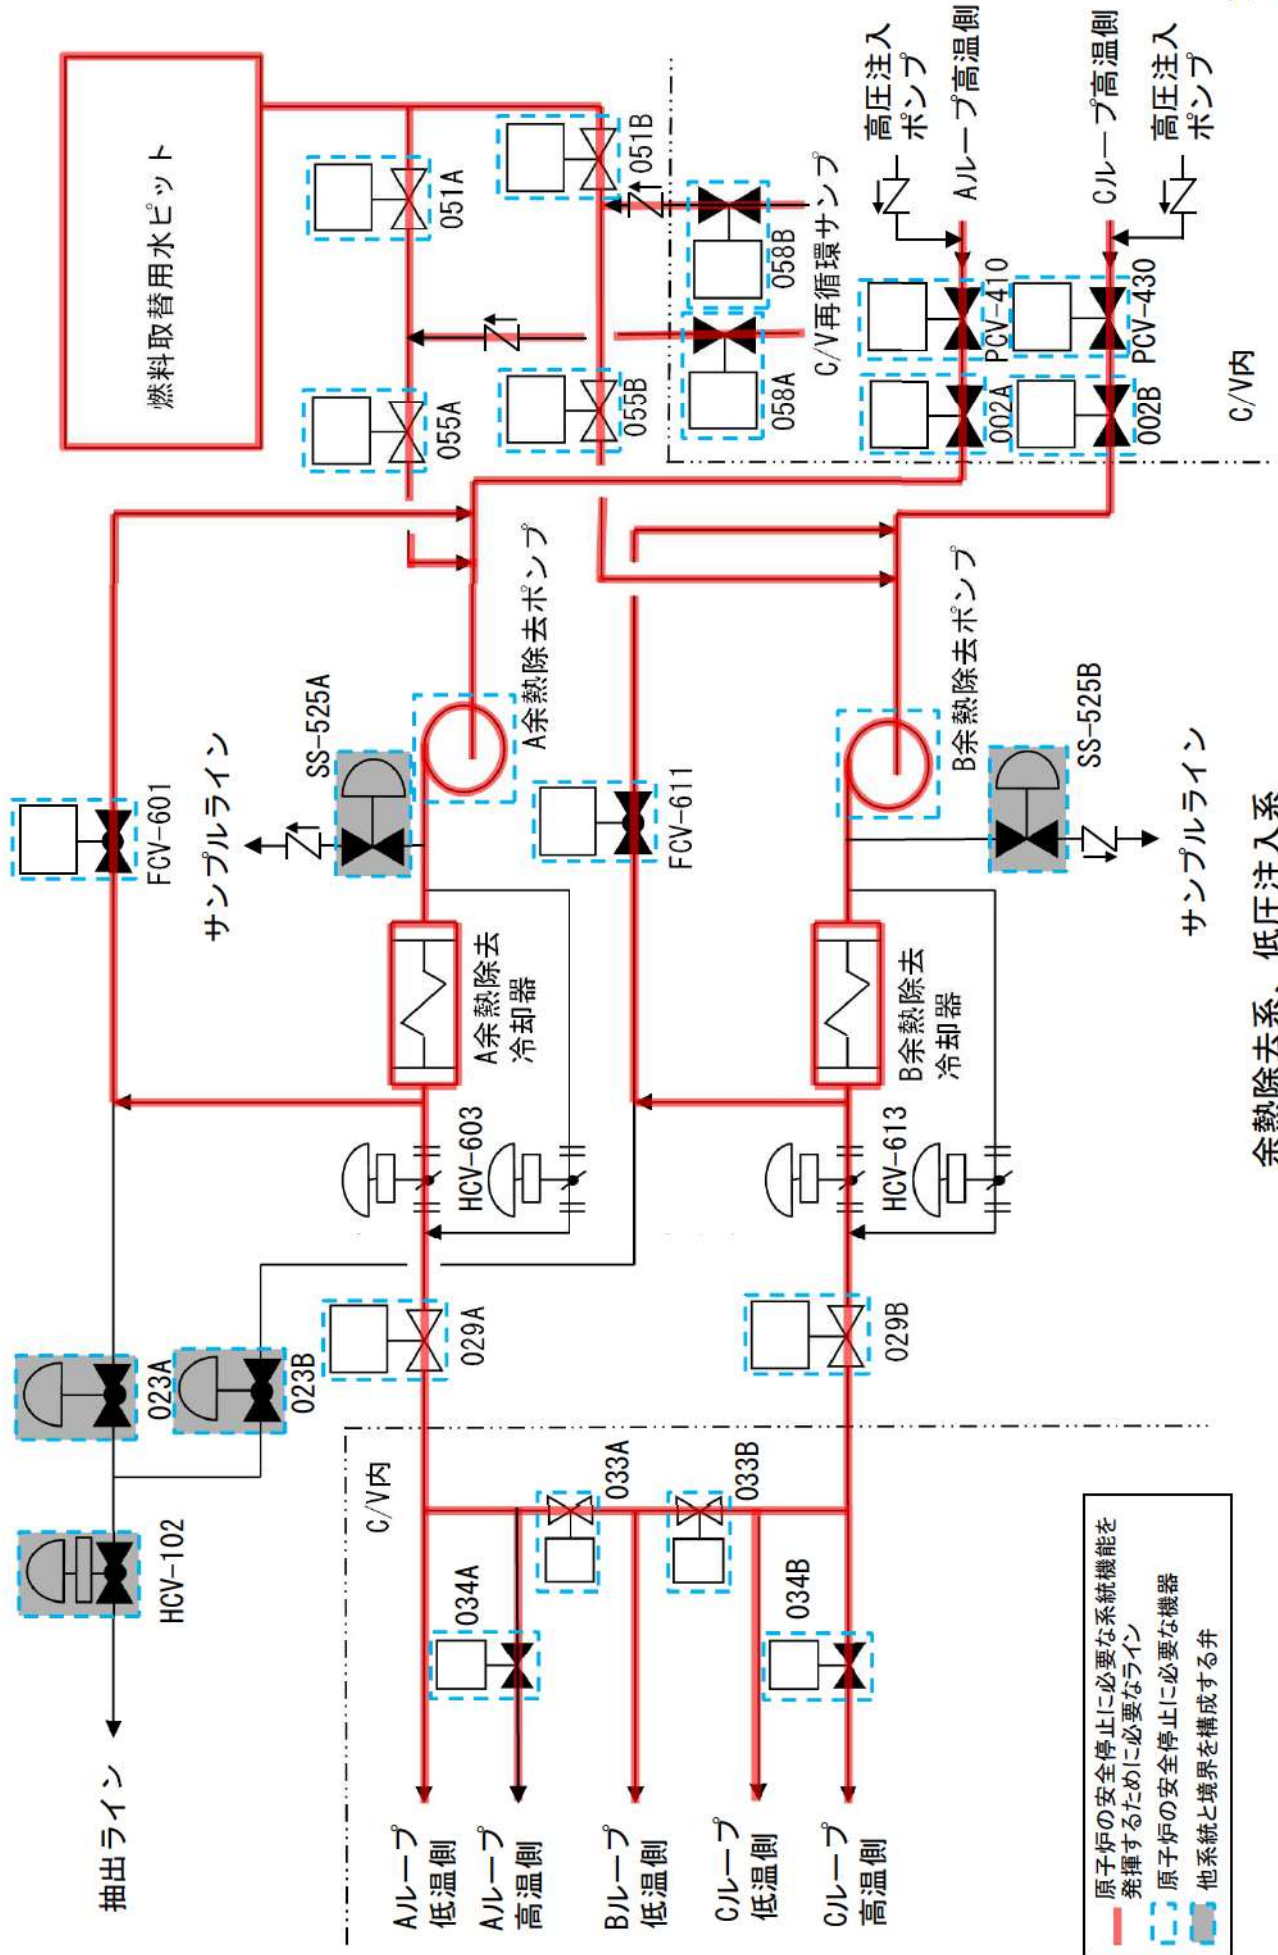 抽出ライン
HCV-102
023A
023B
FCV-601
サンプルライン
SS-525A
燃料取替用水ピット
051A
055A
051B
055B
058B
058A
C/V再循環サンプ
C/V内
Aループ
低温側
Aループ
高温側
Bループ
低温側
Cループ
低温側
Cループ
高温側
034A
033A
033B
034B
029A
029B
HCV-603
HCV-613
A余熱除去
冷却器
B余熱除去
冷却器
FCV-611
A余熱除去ポンプ
B余熱除去ポンプ
SS-525B
サンプルライン
高圧注入
ポンプ
Aループ高温側
PCV-410
002A
Cループ高温側
高圧注入
ポンプ
PCV-430
002B
C/V内
原子炉の安全停止に必要な系統機能を
発揮するために必要なライン
原子炉の安全停止に必要な機器
他系統と境界を構成する弁
余熱除去系、低圧注入系